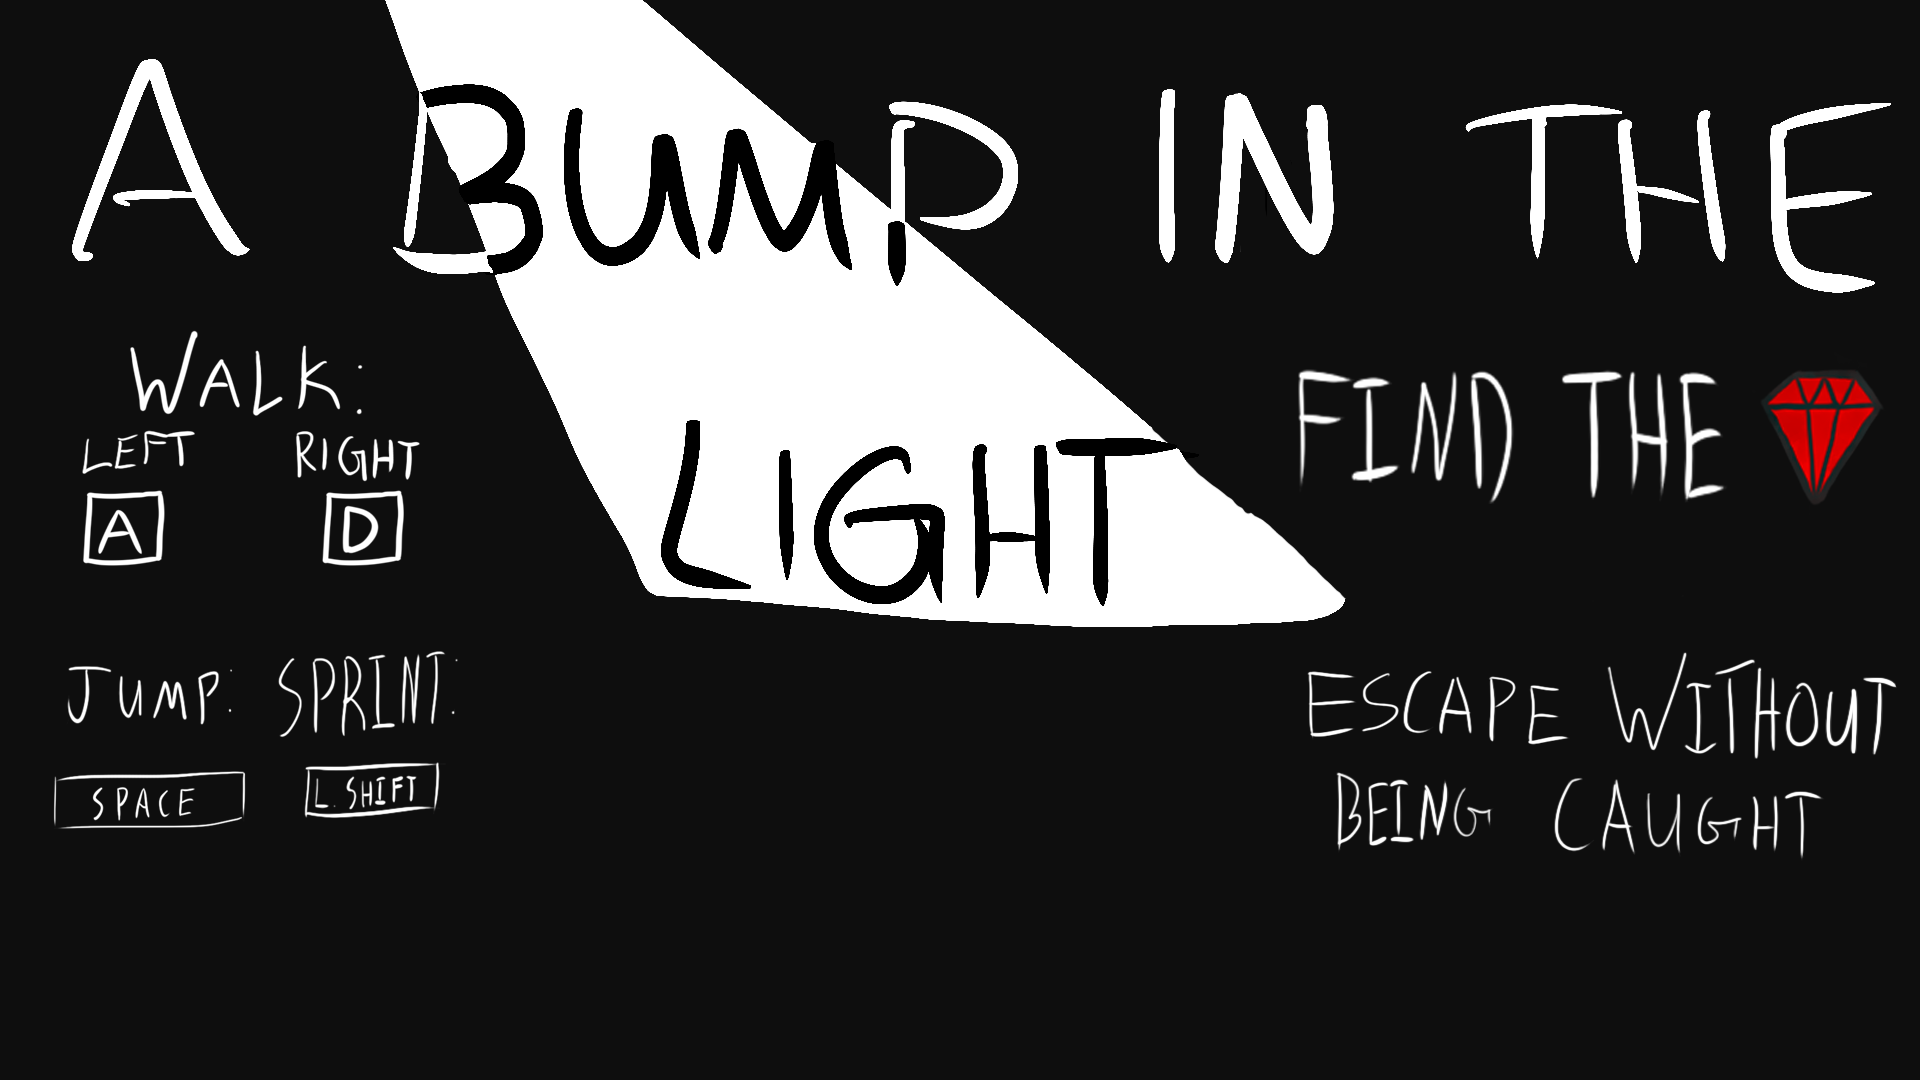 A BUMP IN THE
LIGHT
WALK:
LEFT RIGHT
A D
JUMP: SPRINT:
SPACE L. SHIFT
FIND THE
ESCAPE WITHOUT
BEING CAUGHT